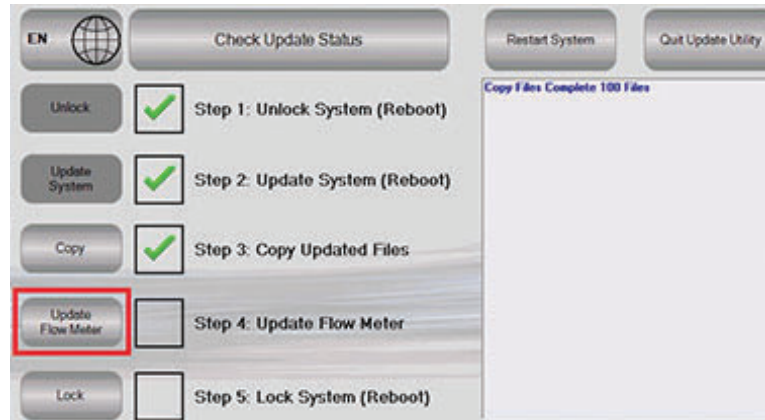 EN
Check Update Status
Restart System
Quit Update Utility
Unlock
Step 1: Unlock System (Reboot)
Update
System
Step 2: Update System (Reboot)
Copy
Step 3: Copy Updated Files
Update
Flow Meter
Step 4: Update Flow Meter
Lock
Step 5: Lock System (Reboot)
Copy Files Complete 100 Files